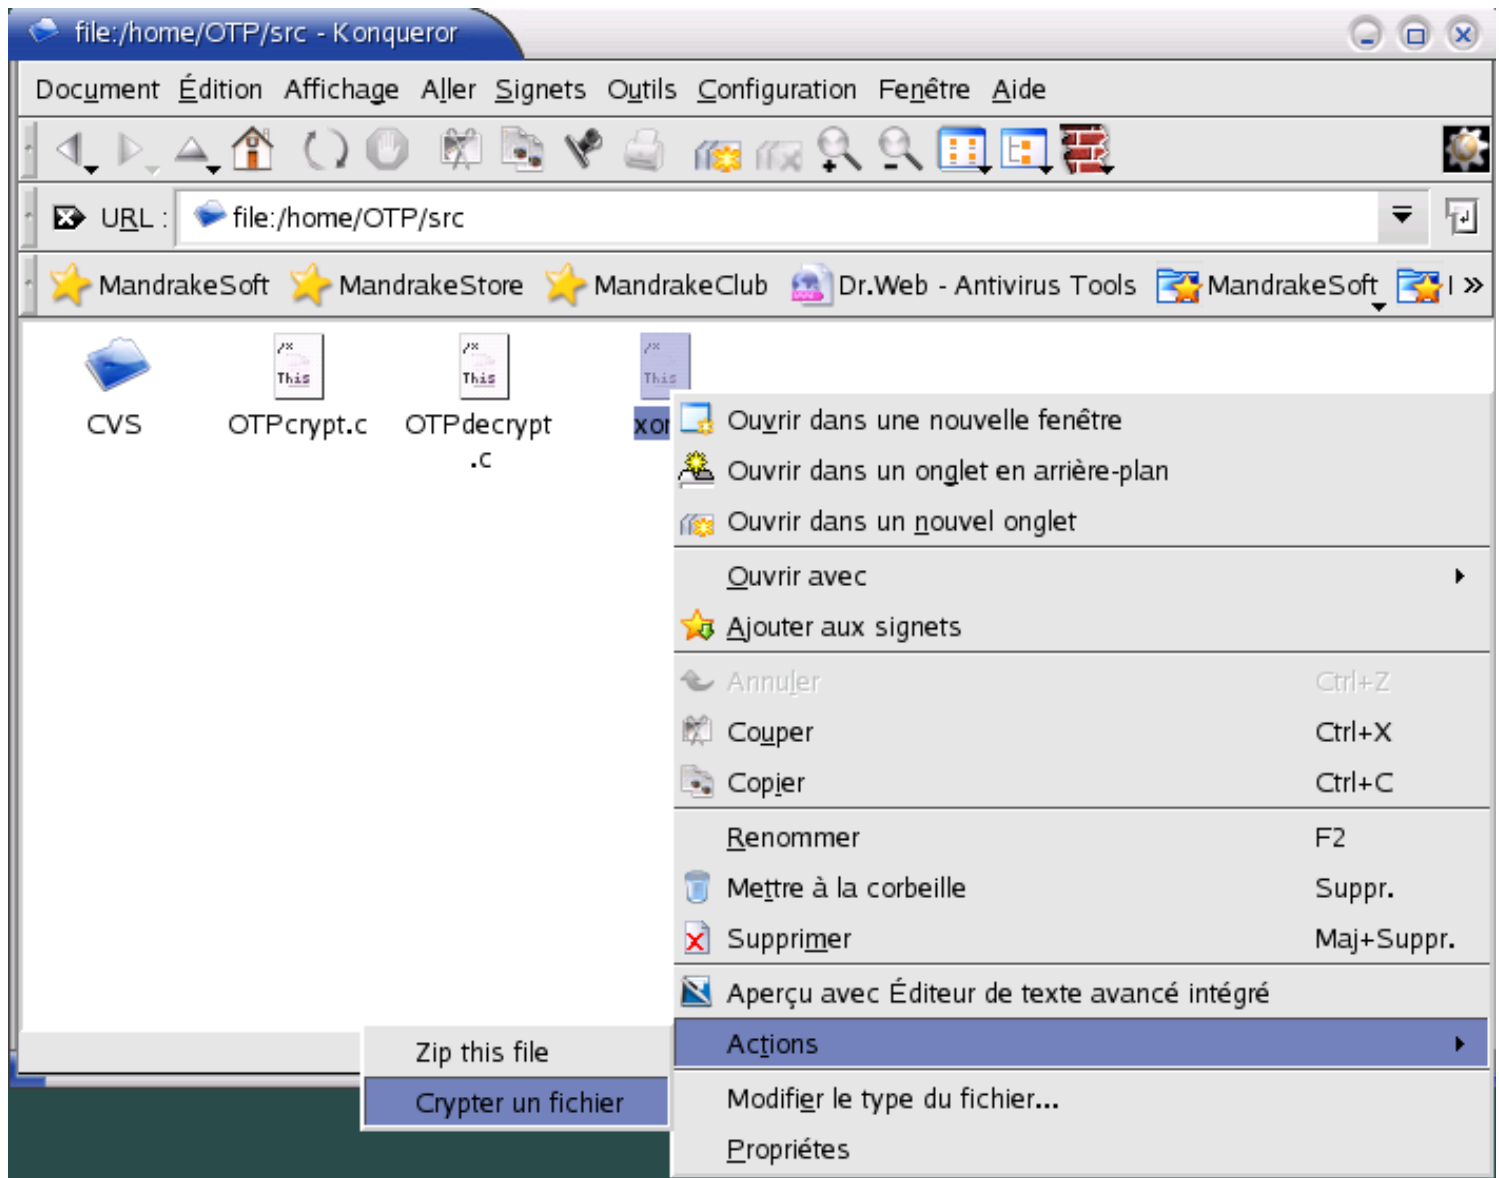 file:/home/OTP/src - Konqueror
Document Édition Affichage Aller Signets Outils Configuration Fenêtre Aide
URL : file:/home/OTP/src
MandrakeSoft MandrakeStore MandrakeClub Dr.Web - Antivirus Tools MandrakeSoft »
/*
This
/*
This
/*
This
CVS
OTPcrypt.c
OTPdecrypt
.c
xor
Ouvrir dans une nouvelle fenêtre
Ouvrir dans un onglet en arrière-plan
Ouvrir dans un nouvel onglet
Ouvrir avec
Ajouter aux signets
Annuler Ctrl+Z
Couper Ctrl+X
Copier Ctrl+C
Renommer F2
Mettre à la corbeille Suppr.
Supprimer Maj+Suppr.
Aperçu avec Éditeur de texte avancé intégré
Actions
Zip this file
Crypter un fichier
Modifier le type du fichier...
Propriétes